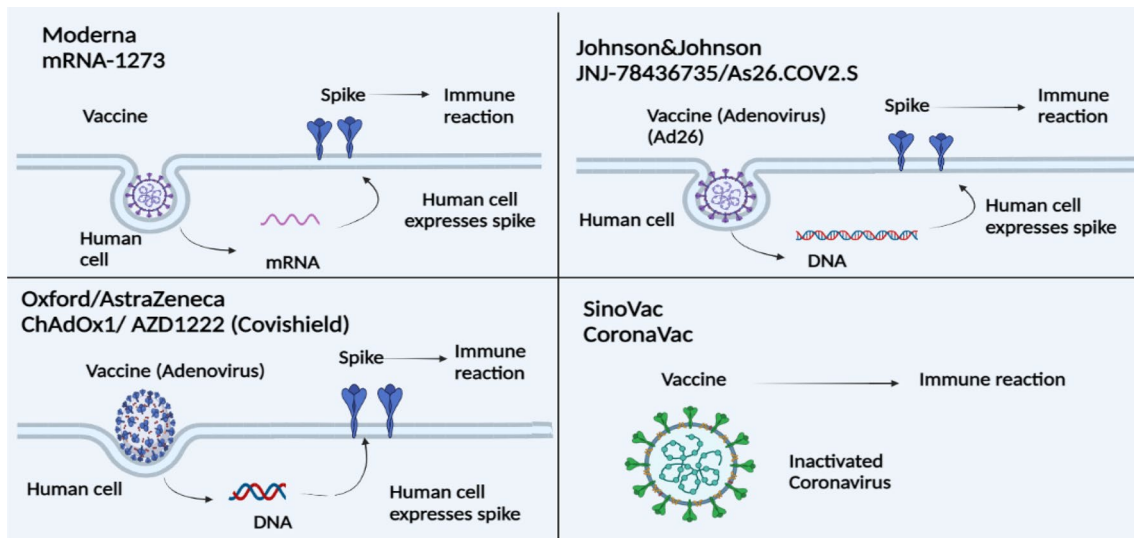 Moderna
mRNA-1273
Vaccine
Spike
Immune
reaction
Human
cell
mRNA
Human cell
expresses spike
Johnson&Johnson
JNJ-78436735/As26.COV2.S
Vaccine (Adenovirus)
(Ad26)
Spike
Immune
reaction
Human cell
DNA
Human cell
expresses spike
Oxford/AstraZeneca
ChAdOx1/ AZD1222 (Covishield)
Vaccine (Adenovirus)
Spike
Immune
reaction
Human cell
DNA
Human cell
expresses spike
SinoVac
CoronaVac
Vaccine
Immune reaction
Inactivated
Coronavirus